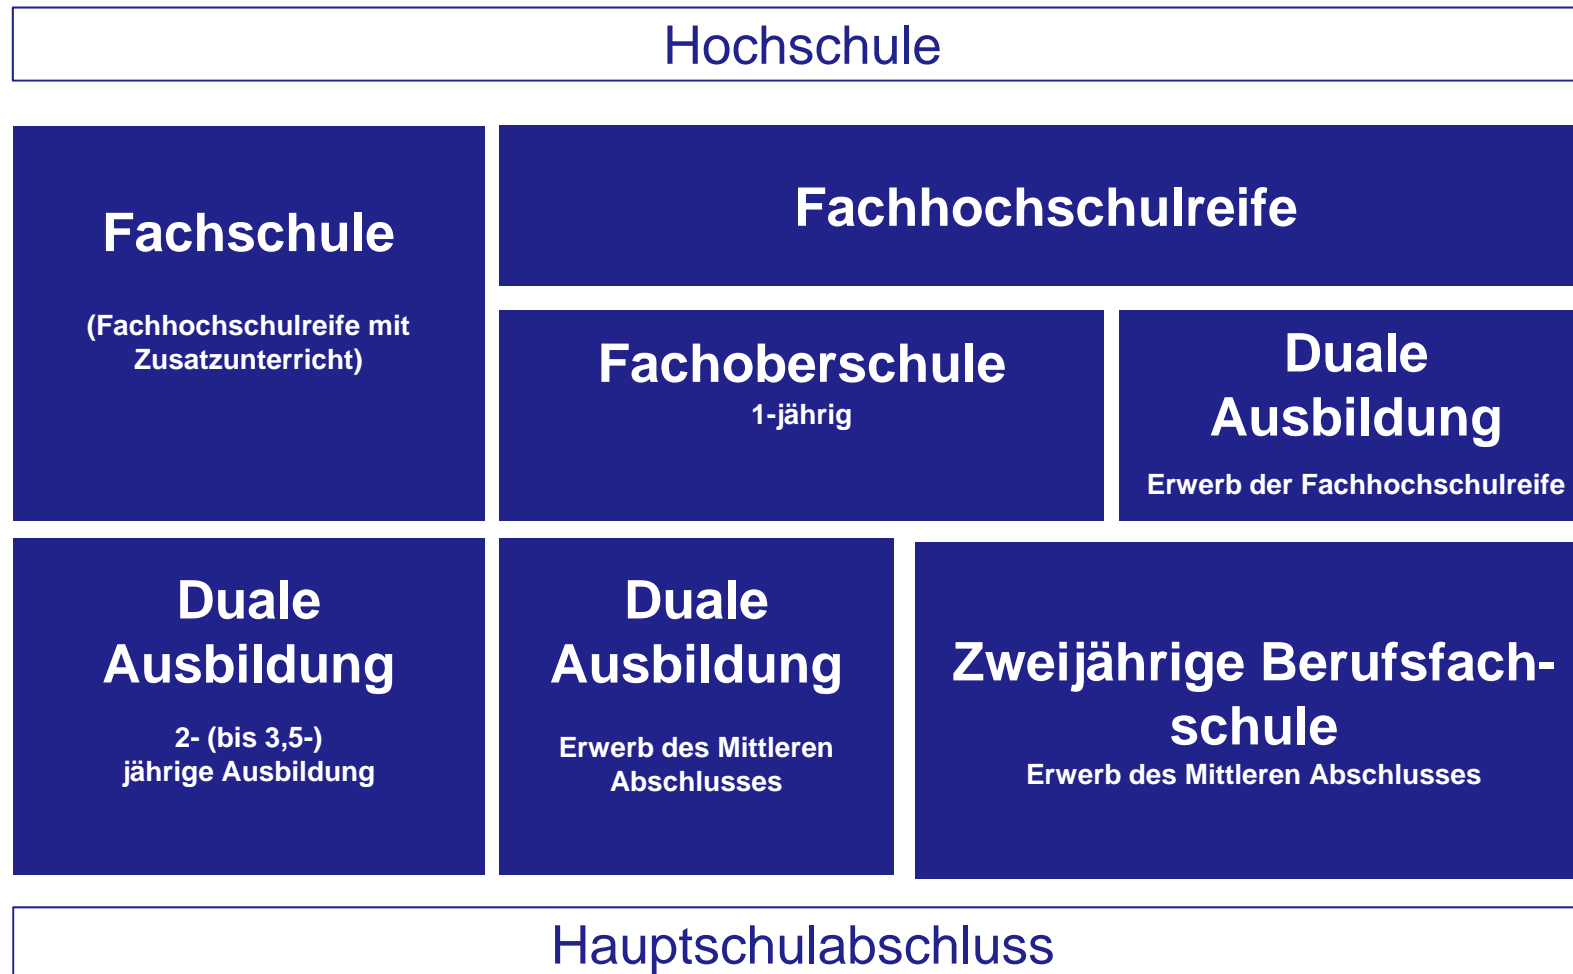 Hochschule
Fachschule
(Fachhochschulreife mit
Zusatzunterricht)
Fachhochschulreife
Fachoberschule
1-jährig
Duale
Ausbildung
Erwerb der Fachhochschulreife
Duale
Ausbildung
2- (bis 3,5-)
jährige Ausbildung
Duale
Ausbildung
Erwerb des Mittleren
Abschlusses
Zweijährige Berufsfach-
schule
Erwerb des Mittleren Abschlusses
Hauptschulabschluss